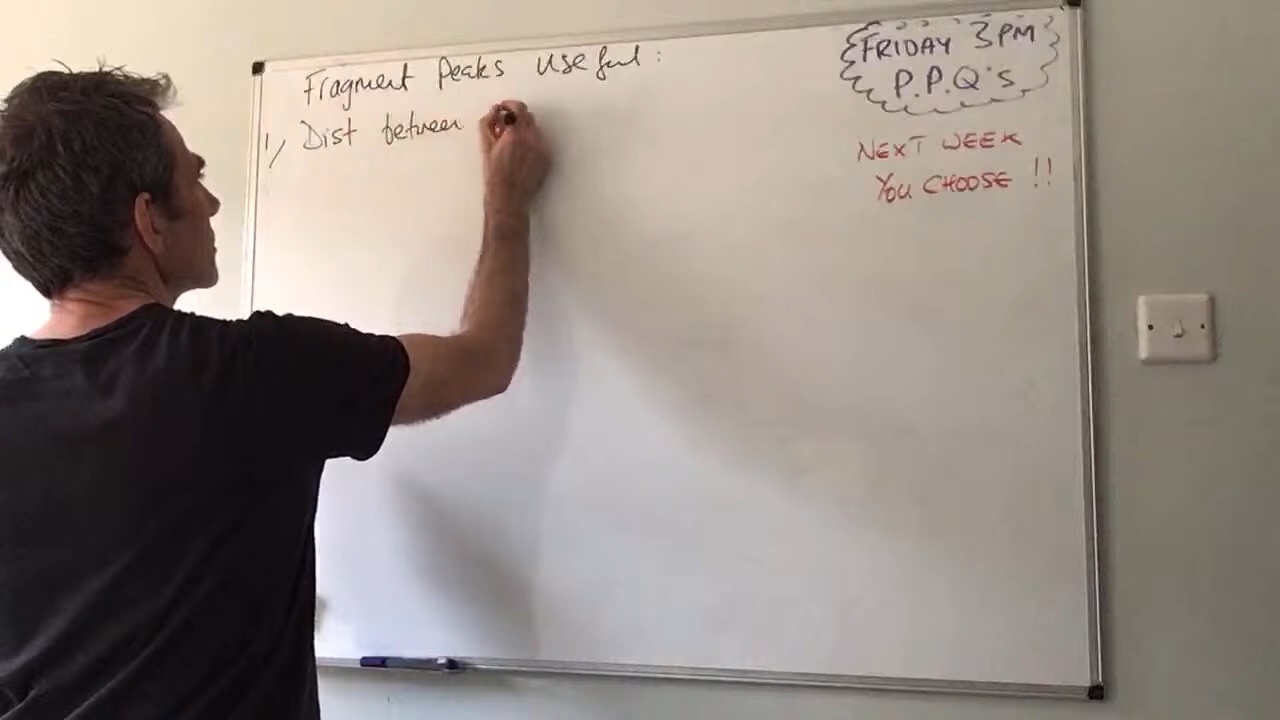 Fragment Peaks useful:
1, Dist between
FRIDAY 3PM
P.P.Q's
NEXT WEEK
YOU CHOOSE !!